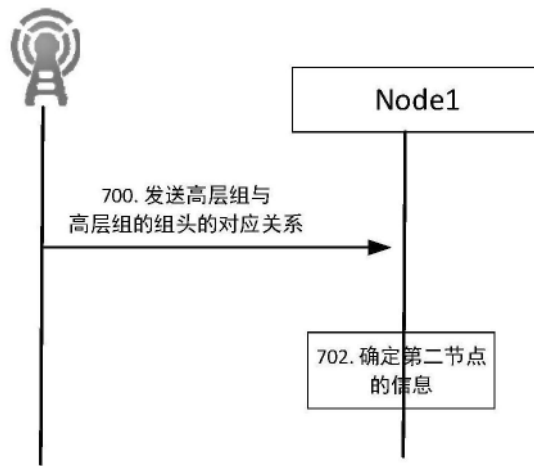 Node1
700. 发送高层组与
高层组的组头的对应关系
702. 确定第二节点
的信息